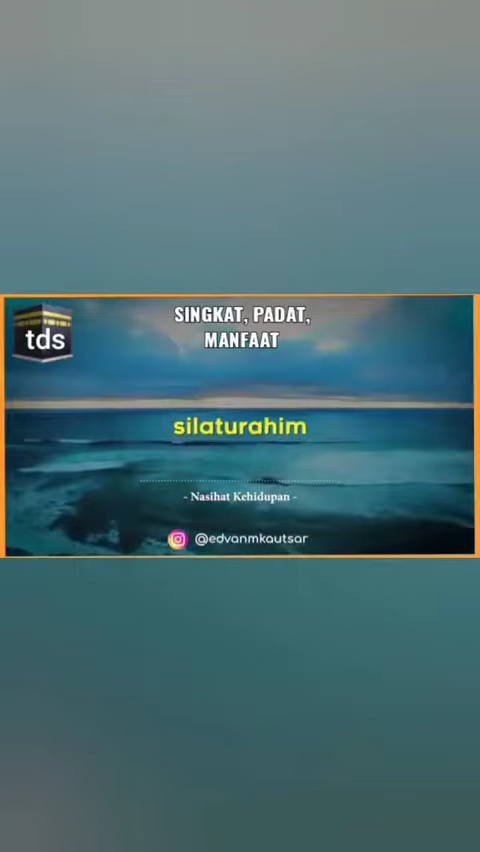 SINGKAT, PADAT,
MANFAAT
tds
silaturahim
- Nasihat Kehidupan -
@edvanmkautsar